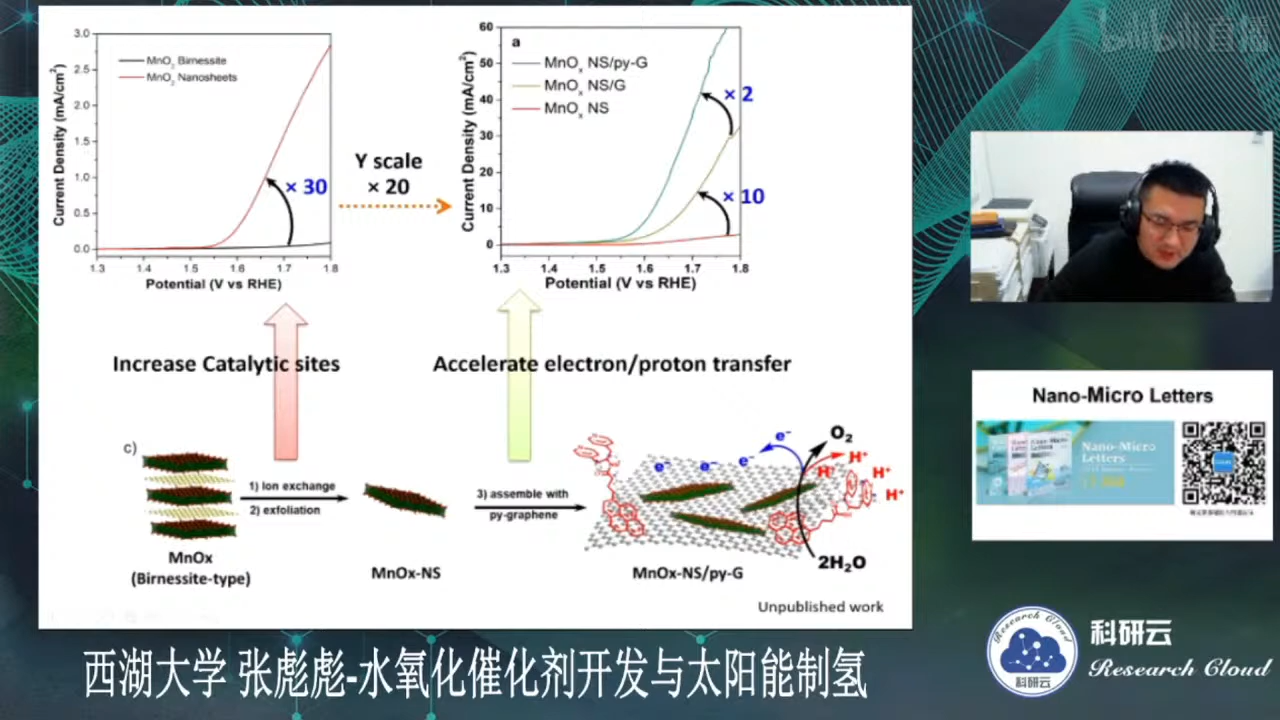 3.0
2.5
2.0
1.5
1.0
0.5
0.0
1.3 1.4 1.5 1.6 1.7 1.8
Current Density (mA/cm²)
Potential (V vs RHE)
MnO₂ Birnessite
MnO₂ Nanosheets
× 30
Y scale
× 20
60
50
40
30
20
10
0
1.3 1.4 1.5 1.6 1.7 1.8
Current Density (mA/cm²)
Potential (V vs RHE)
a
MnOₓ NS/py-G
MnOₓ NS/G
MnOₓ NS
× 2
× 10
Increase Catalytic sites
Accelerate electron/proton transfer
c)
MnOx
(Birnessite-type)
1) Ion exchange
2) exfoliation
MnOx-NS
3) assemble with
py-graphene
e⁻ e⁻ e⁻ e⁻
O₂
H⁺
H⁺
H⁺
H⁺
2H₂O
MnOx-NS/py-G
Unpublished work
直播
Nano-Micro Letters
Nano-Micro
Letters
科研云
Research Cloud
Research Cloud
科研云
西湖大学 张彪彪-水氧化催化剂开发与太阳能制氢